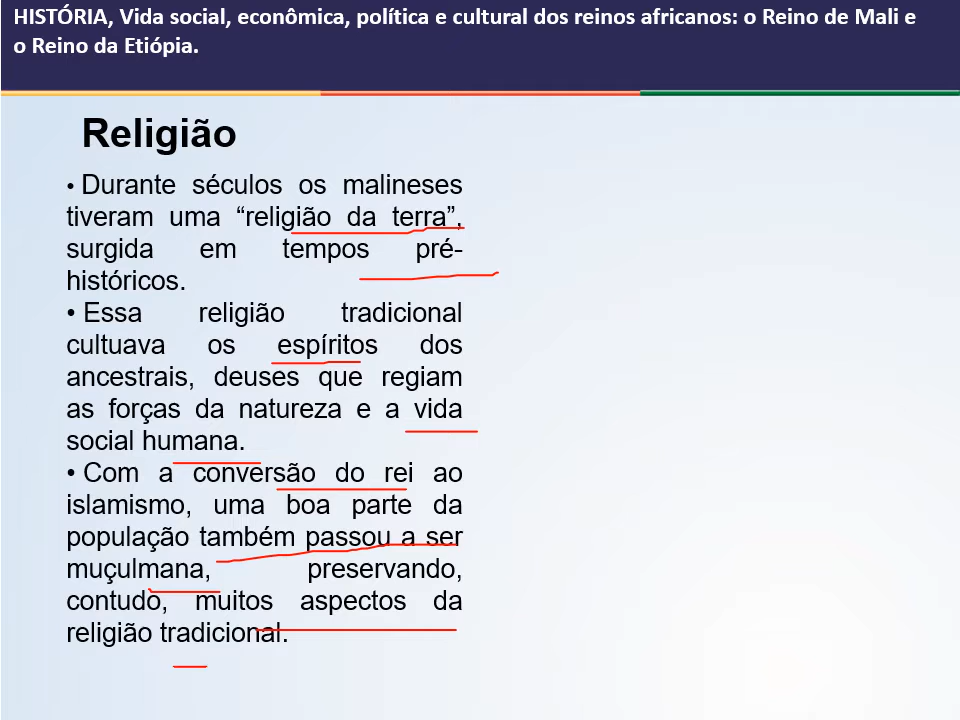 HISTÓRIA, Vida social, econômica, política e cultural dos reinos africanos: o Reino de Mali e
o Reino da Etiópia.
Religião
• Durante séculos os malineses
tiveram uma “religião da terra”,
surgida em tempos pré-
históricos.
• Essa religião tradicional
cultuava os espíritos dos
ancestrais, deuses que regiam
as forças da natureza e a vida
social humana.
• Com a conversão do rei ao
islamismo, uma boa parte da
população também passou a ser
muçulmana, preservando,
contudo, muitos aspectos da
religião tradicional.